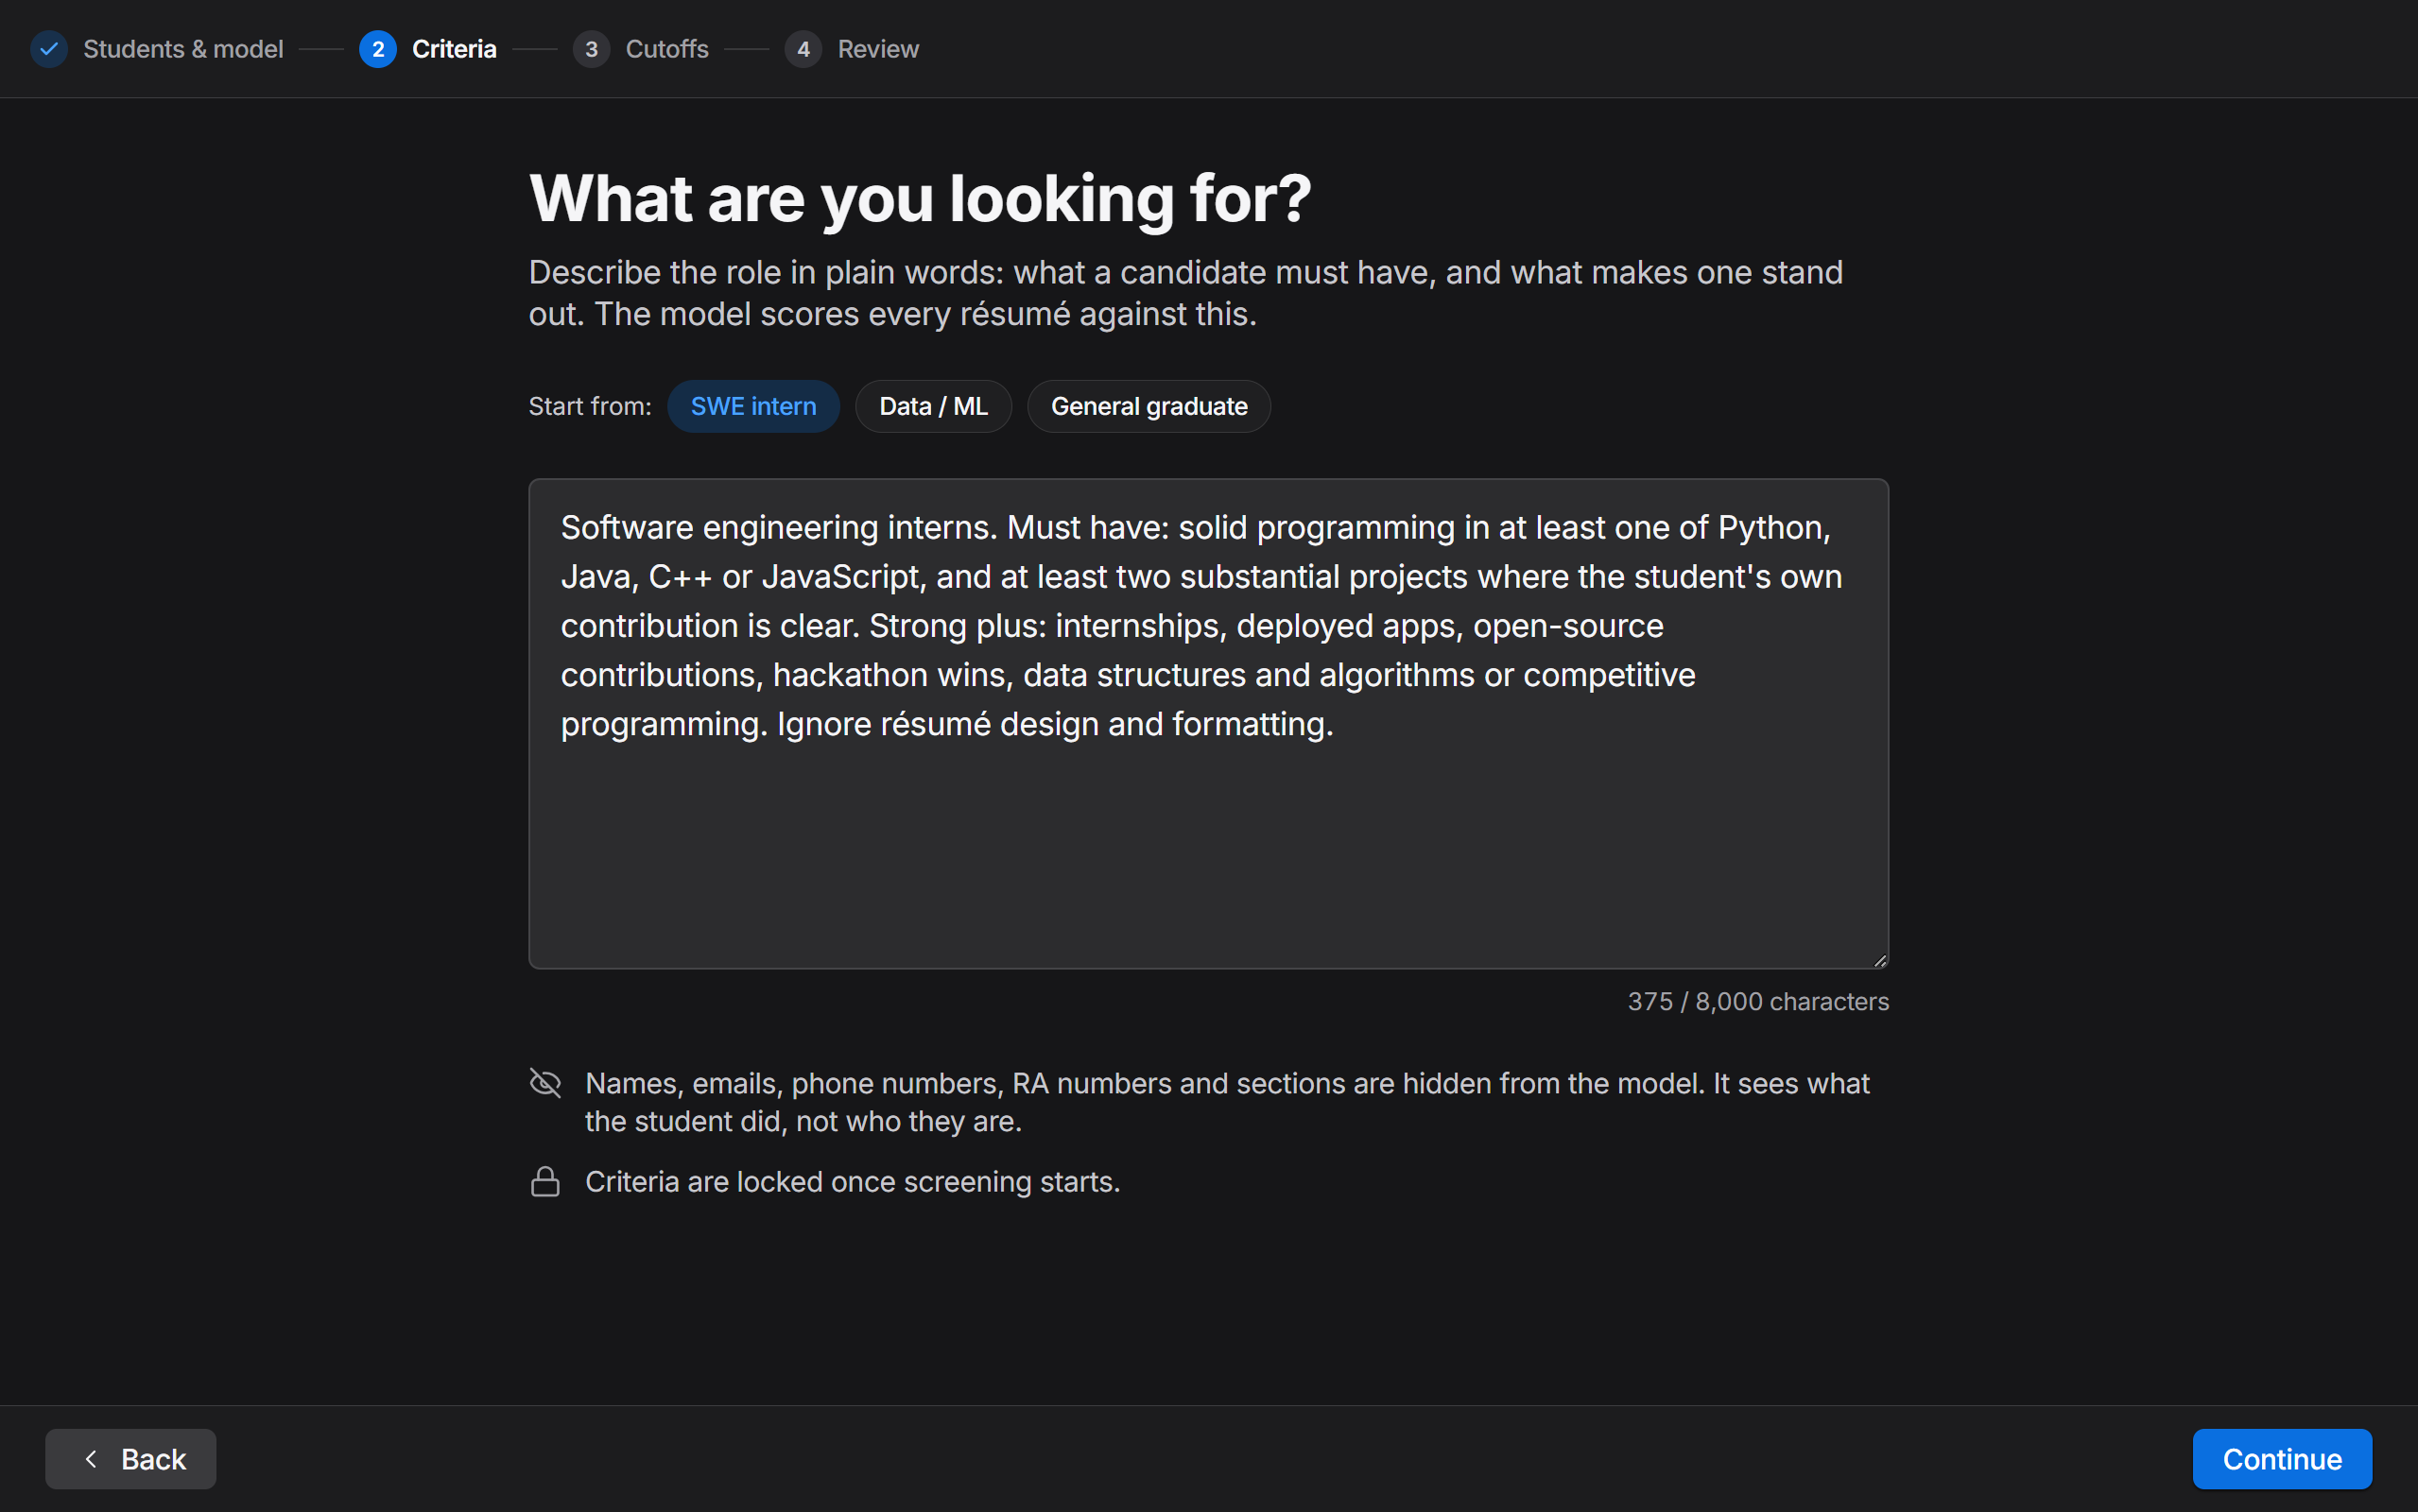 Students & model
2 Criteria
3 Cutoffs
4 Review
What are you looking for?
Describe the role in plain words: what a candidate must have, and what makes one stand
out. The model scores every résumé against this.
Start from: SWE intern Data / ML General graduate
Software engineering interns. Must have: solid programming in at least one of Python,
Java, C++ or JavaScript, and at least two substantial projects where the student's own
contribution is clear. Strong plus: internships, deployed apps, open-source
contributions, hackathon wins, data structures and algorithms or competitive
programming. Ignore résumé design and formatting.
375 / 8,000 characters
Names, emails, phone numbers, RA numbers and sections are hidden from the model. It sees what
the student did, not who they are.
Criteria are locked once screening starts.
Back
Continue